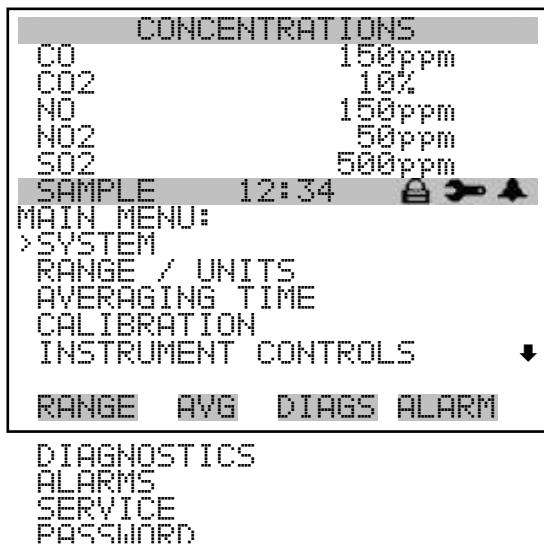 CONCENTRATIONS
CO 150ppm
CO2 10%
NO 150ppm
NO2 50ppm
SO2 500ppm
SAMPLE 12:34
MAIN MENU:
>SYSTEM
RANGE / UNITS
AVERAGING TIME
CALIBRATION
INSTRUMENT CONTROLS
RANGE AVG DIAGS ALARM
DIAGNOSTICS
ALARMS
SERVICE
PASSWORD